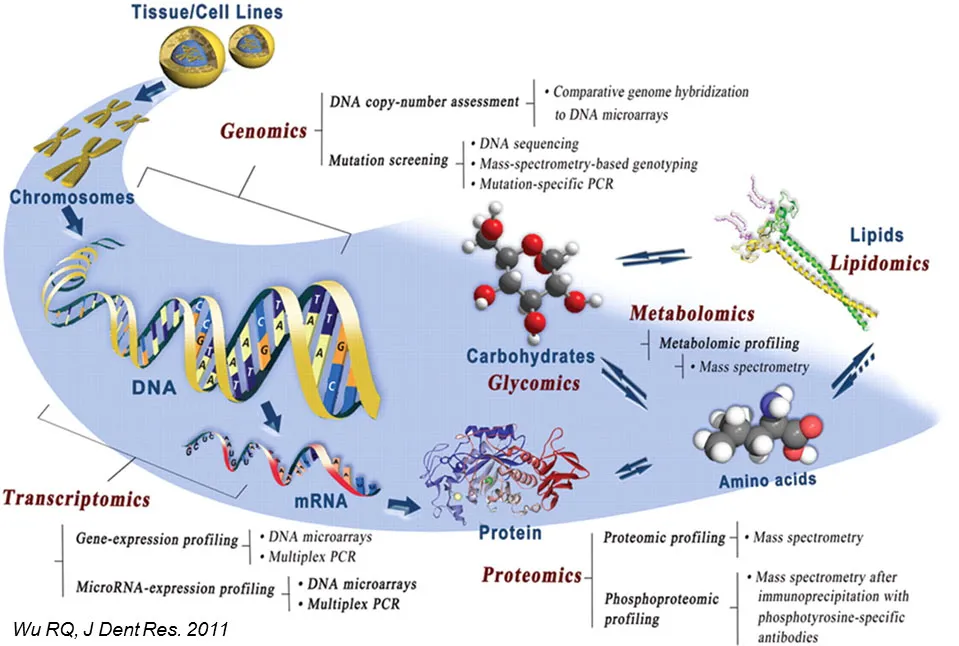 Tissue/Cell Lines
Genomics
DNA copy-number assessment
• Comparative genome hybridization
to DNA microarrays
Mutation screening
• DNA sequencing
• Mass-spectrometry-based genotyping
• Mutation-specific PCR
Chromosomes
Lipids
Lipidomics
Metabolomics
Metabolomic profiling
• Mass spectrometry
Carbohydrates
Glycomics
DNA
mRNA
Amino acids
Protein
Transcriptomics
Gene-expression profiling
• DNA microarrays
• Multiplex PCR
MicroRNA-expression profiling
• DNA microarrays
• Multiplex PCR
Proteomics
Proteomic profiling
• Mass spectrometry
Phosphoproteomic
profiling
• Mass spectrometry after
immunoprecipitation with
phosphotyrosine-specific
antibodies
Wu RQ, J Dent Res. 2011